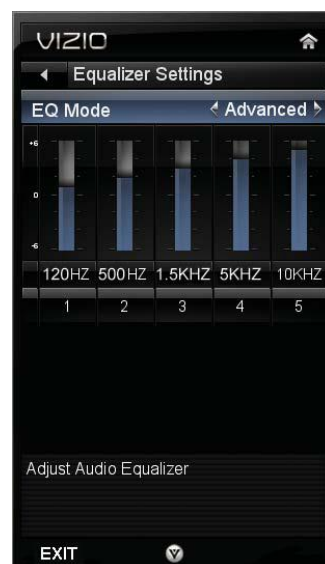 VIZIO
Equalizer Settings
EQ Mode Advanced
+6
0
-6
120HZ 500HZ 1.5KHZ 5KHZ 10KHZ
1 2 3 4 5
Adjust Audio Equalizer
EXIT V